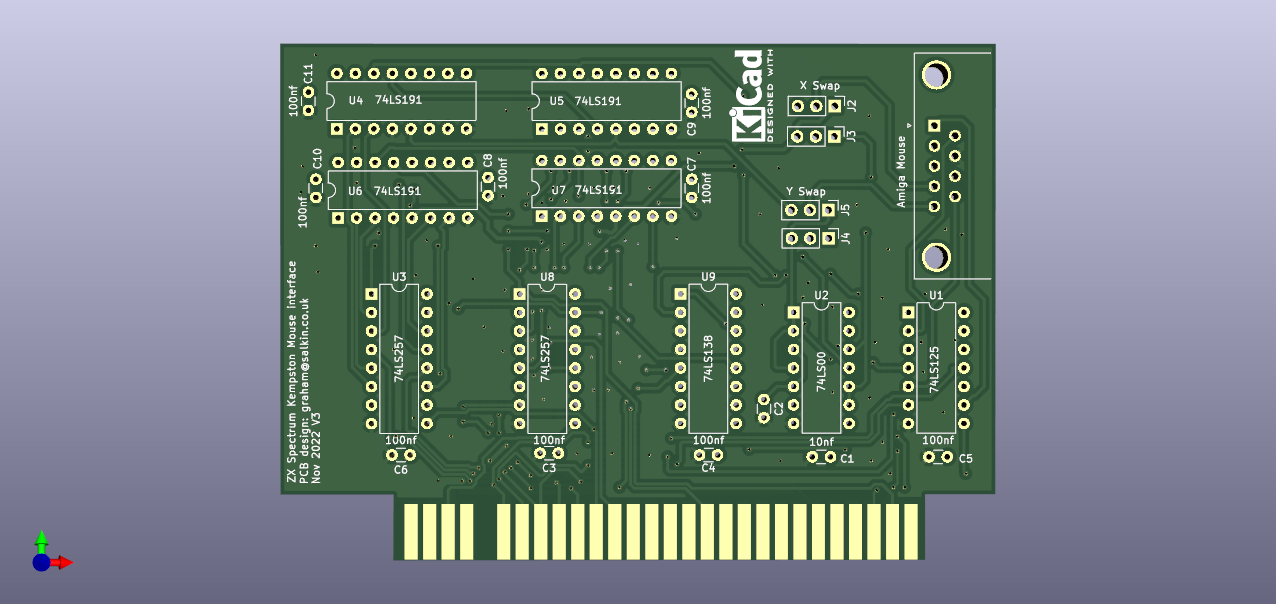 C11
100nf
U4 74LS191
U5 74LS191
100nf
C9
KiCad
DESIGNED WITH
X Swap
J2
J3
Amiga Mouse
C10
100nf
U6 74LS191
C8
100nf
U7 74LS191
C7
100nf
Y Swap
J5
J4
ZX Spectrum Kempston Mouse interface
PCB design: graham@salkin.co.uk
Nov 2022 V3
U3
74LS257
100nf
C6
U8
74LS257
100nf
C3
U9
74LS138
100nf
C4
C2
U2
74LS00
10nf
C1
U1
74LS125
100nf
C5